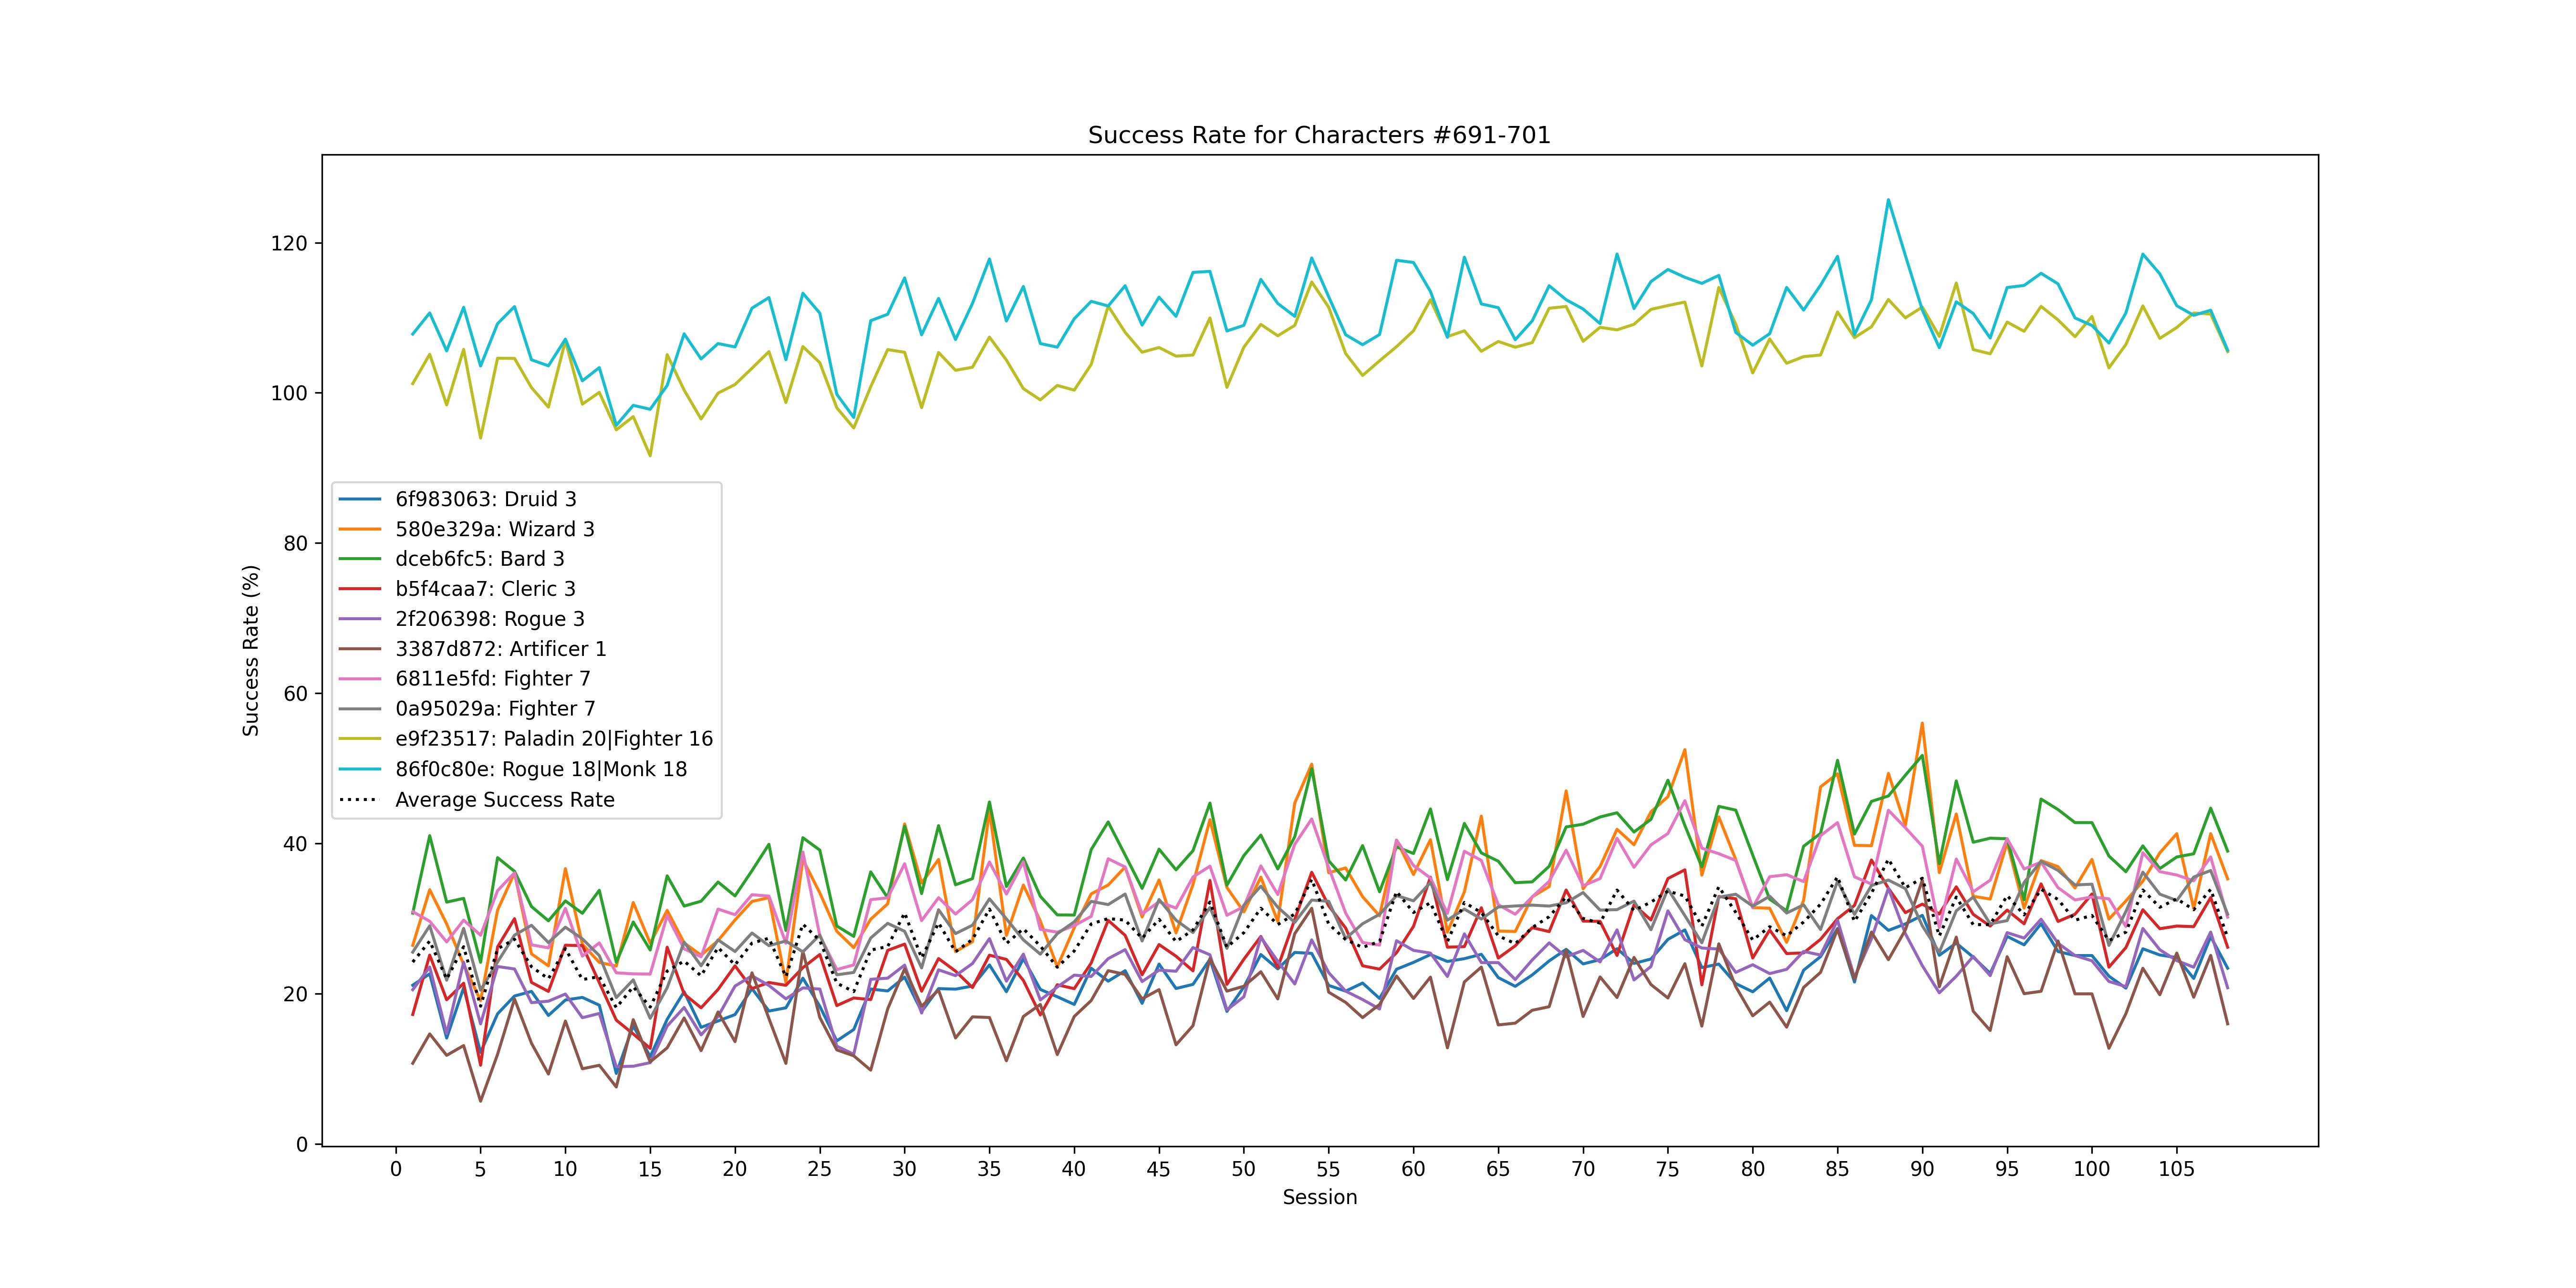 Success Rate for Characters #691-701
Success Rate (%)
120
100
80
60
40
20
0
6f983063: Druid 3
580e329a: Wizard 3
dceb6fc5: Bard 3
b5f4caa7: Cleric 3
2f206398: Rogue 3
3387d872: Artificer 1
6811e5fd: Fighter 7
0a95029a: Fighter 7
e9f23517: Paladin 20|Fighter 16
86f0c80e: Rogue 18|Monk 18
Average Success Rate
0 5 10 15 20 25 30 35 40 45 50 55 60 65 70 75 80 85 90 95 100 105
Session